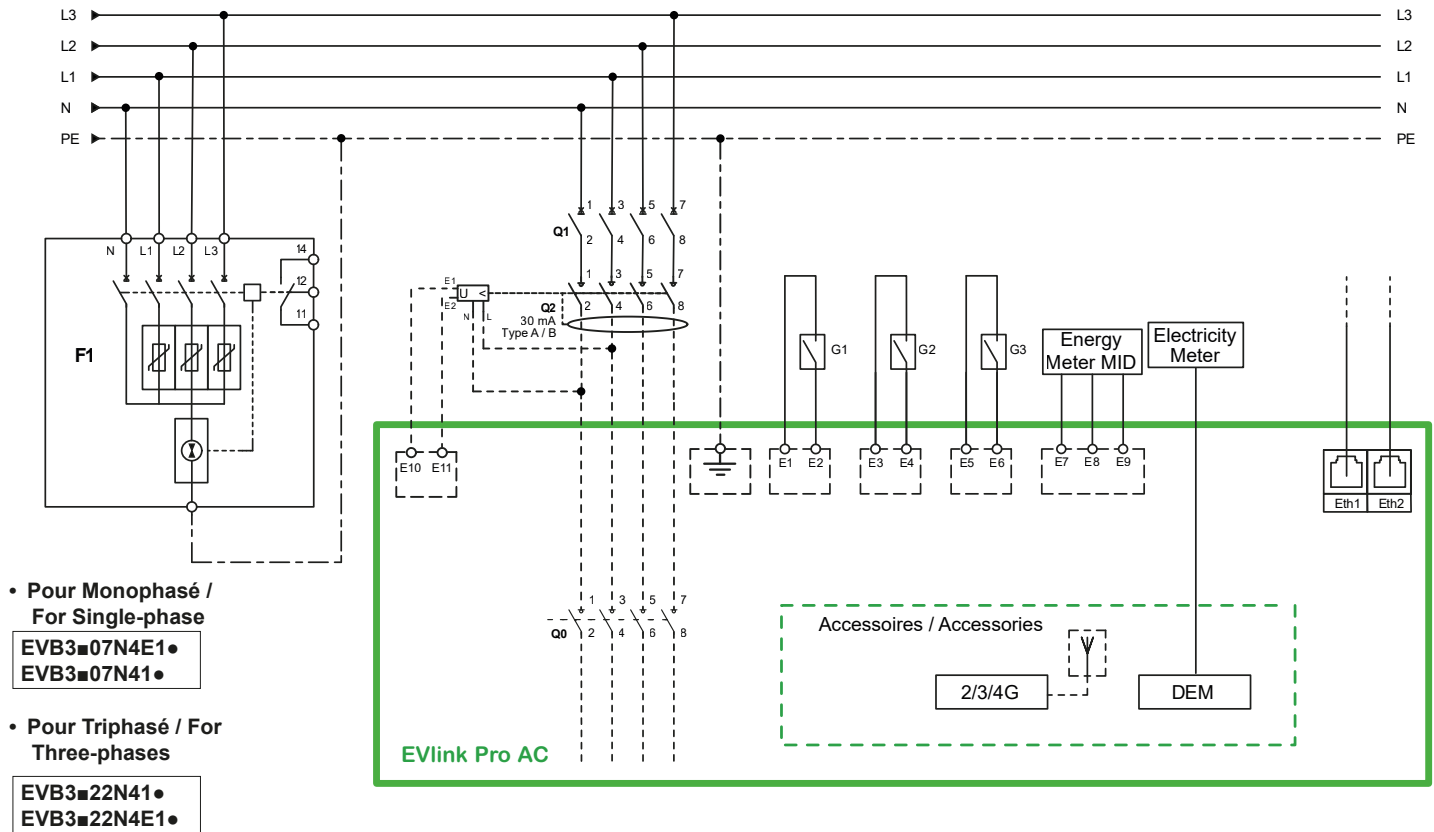 L3 L3
L2 L2
L1 L1
N N
PE PE
1 3 5 7
Q1
2 4 6 8
N L1 L2 L3 14
12
11
F1
E1
E2
U <
N L
1 3 5 7
Q2
2 4 6 8
30 mA
Type A / B
G1
G2
G3
Energy
Meter MID
Electricity
Meter
E10 E11
E1 E2
E3 E4
E5 E6
E7 E8 E9
Eth1 Eth2
1 3 5 7
Q0
2 4 6 8
Accessoires / Accessories
2/3/4G
DEM
EVlink Pro AC
• Pour Monophasé /
For Single-phase
EVB3■07N4E1●
EVB3■07N41●
• Pour Triphasé / For
Three-phases
EVB3■22N41●
EVB3■22N4E1●